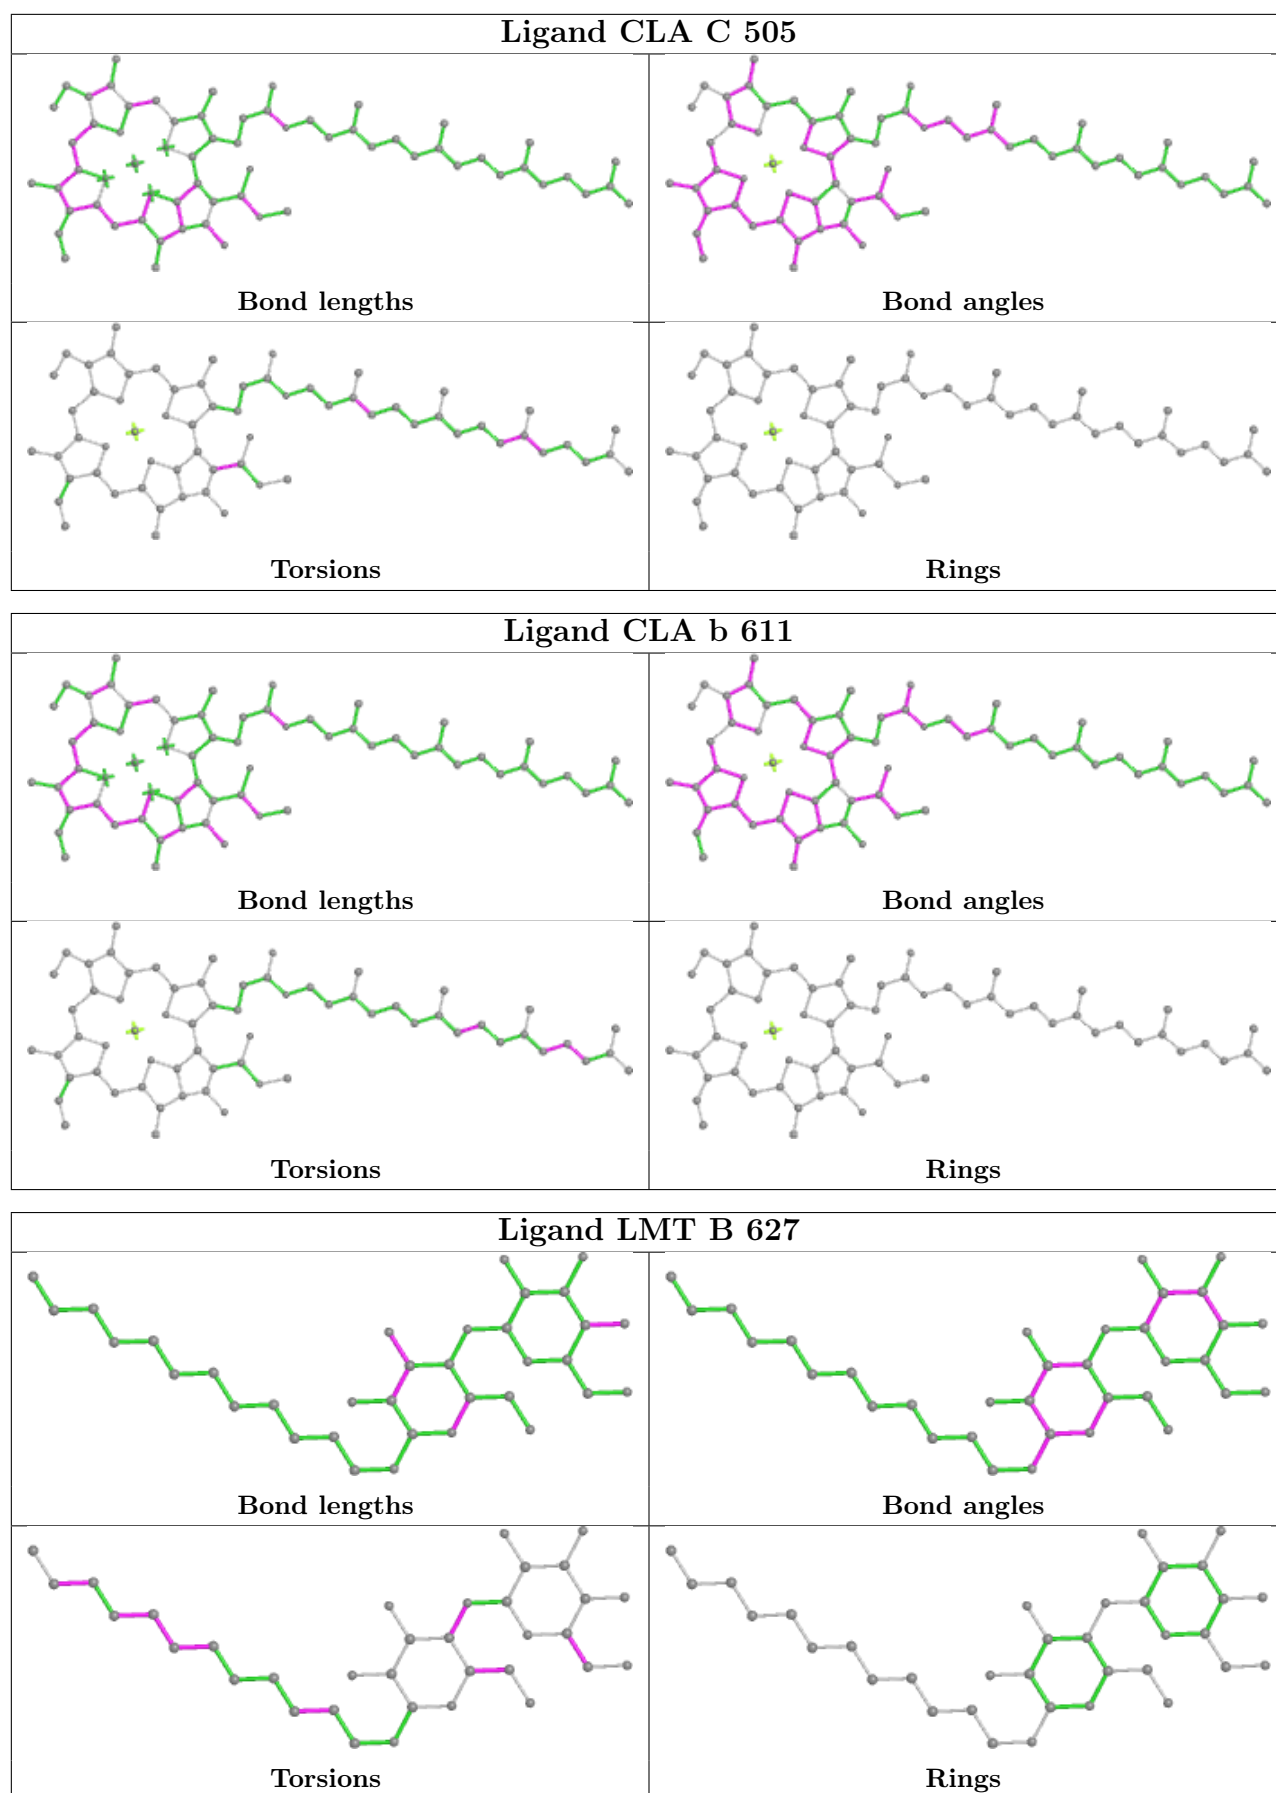 Ligand CLA C 505
Bond lengths
Bond angles
Torsions
Rings
Ligand CLA b 611
Bond lengths
Bond angles
Torsions
Rings
Ligand LMT B 627
Bond lengths
Bond angles
Torsions
Rings